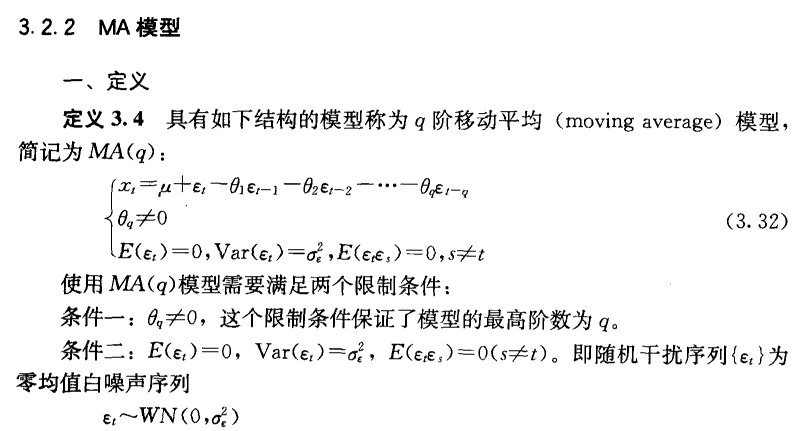 3.2.2 MA 模型
一、定义
定义 3.4 具有如下结构的模型称为 q 阶移动平均（moving average）模型，
简记为 MA(q)：
x_t=μ+ε_t−θ_1ε_{t−1}−θ_2ε_{t−2}−⋯−θ_qε_{t−q}
θ_q≠0 (3.32)
E(ε_t)=0,Var(ε_t)=σ_ε^2,E(ε_tε_s)=0,s≠t
使用 MA(q)模型需要满足两个限制条件：
条件一：θ_q≠0，这个限制条件保证了模型的最高阶数为 q。
条件二：E(ε_t)=0，Var(ε_t)=σ_ε^2，E(ε_tε_s)=0(s≠t)。即随机干扰序列{ε_t}为
零均值白噪声序列
ε_t~WN(0,σ_ε^2)